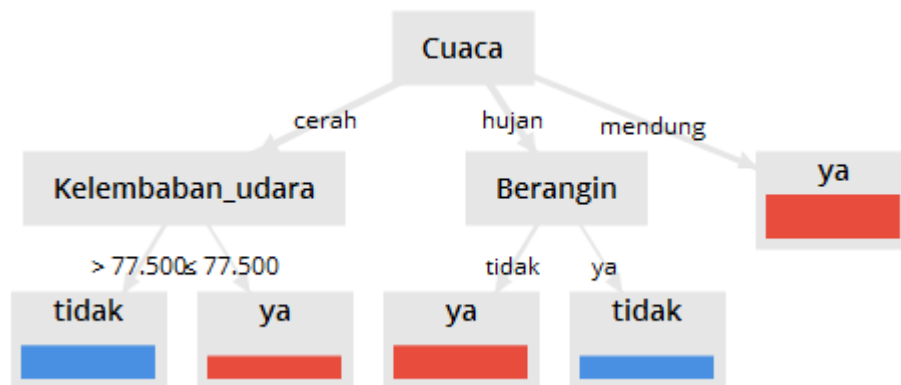 Cuaca
cerah
hujan
mendung
Kelembaban_udara
Berangin
ya
> 77.500
≤ 77.500
tidak
ya
tidak
ya
ya
tidak